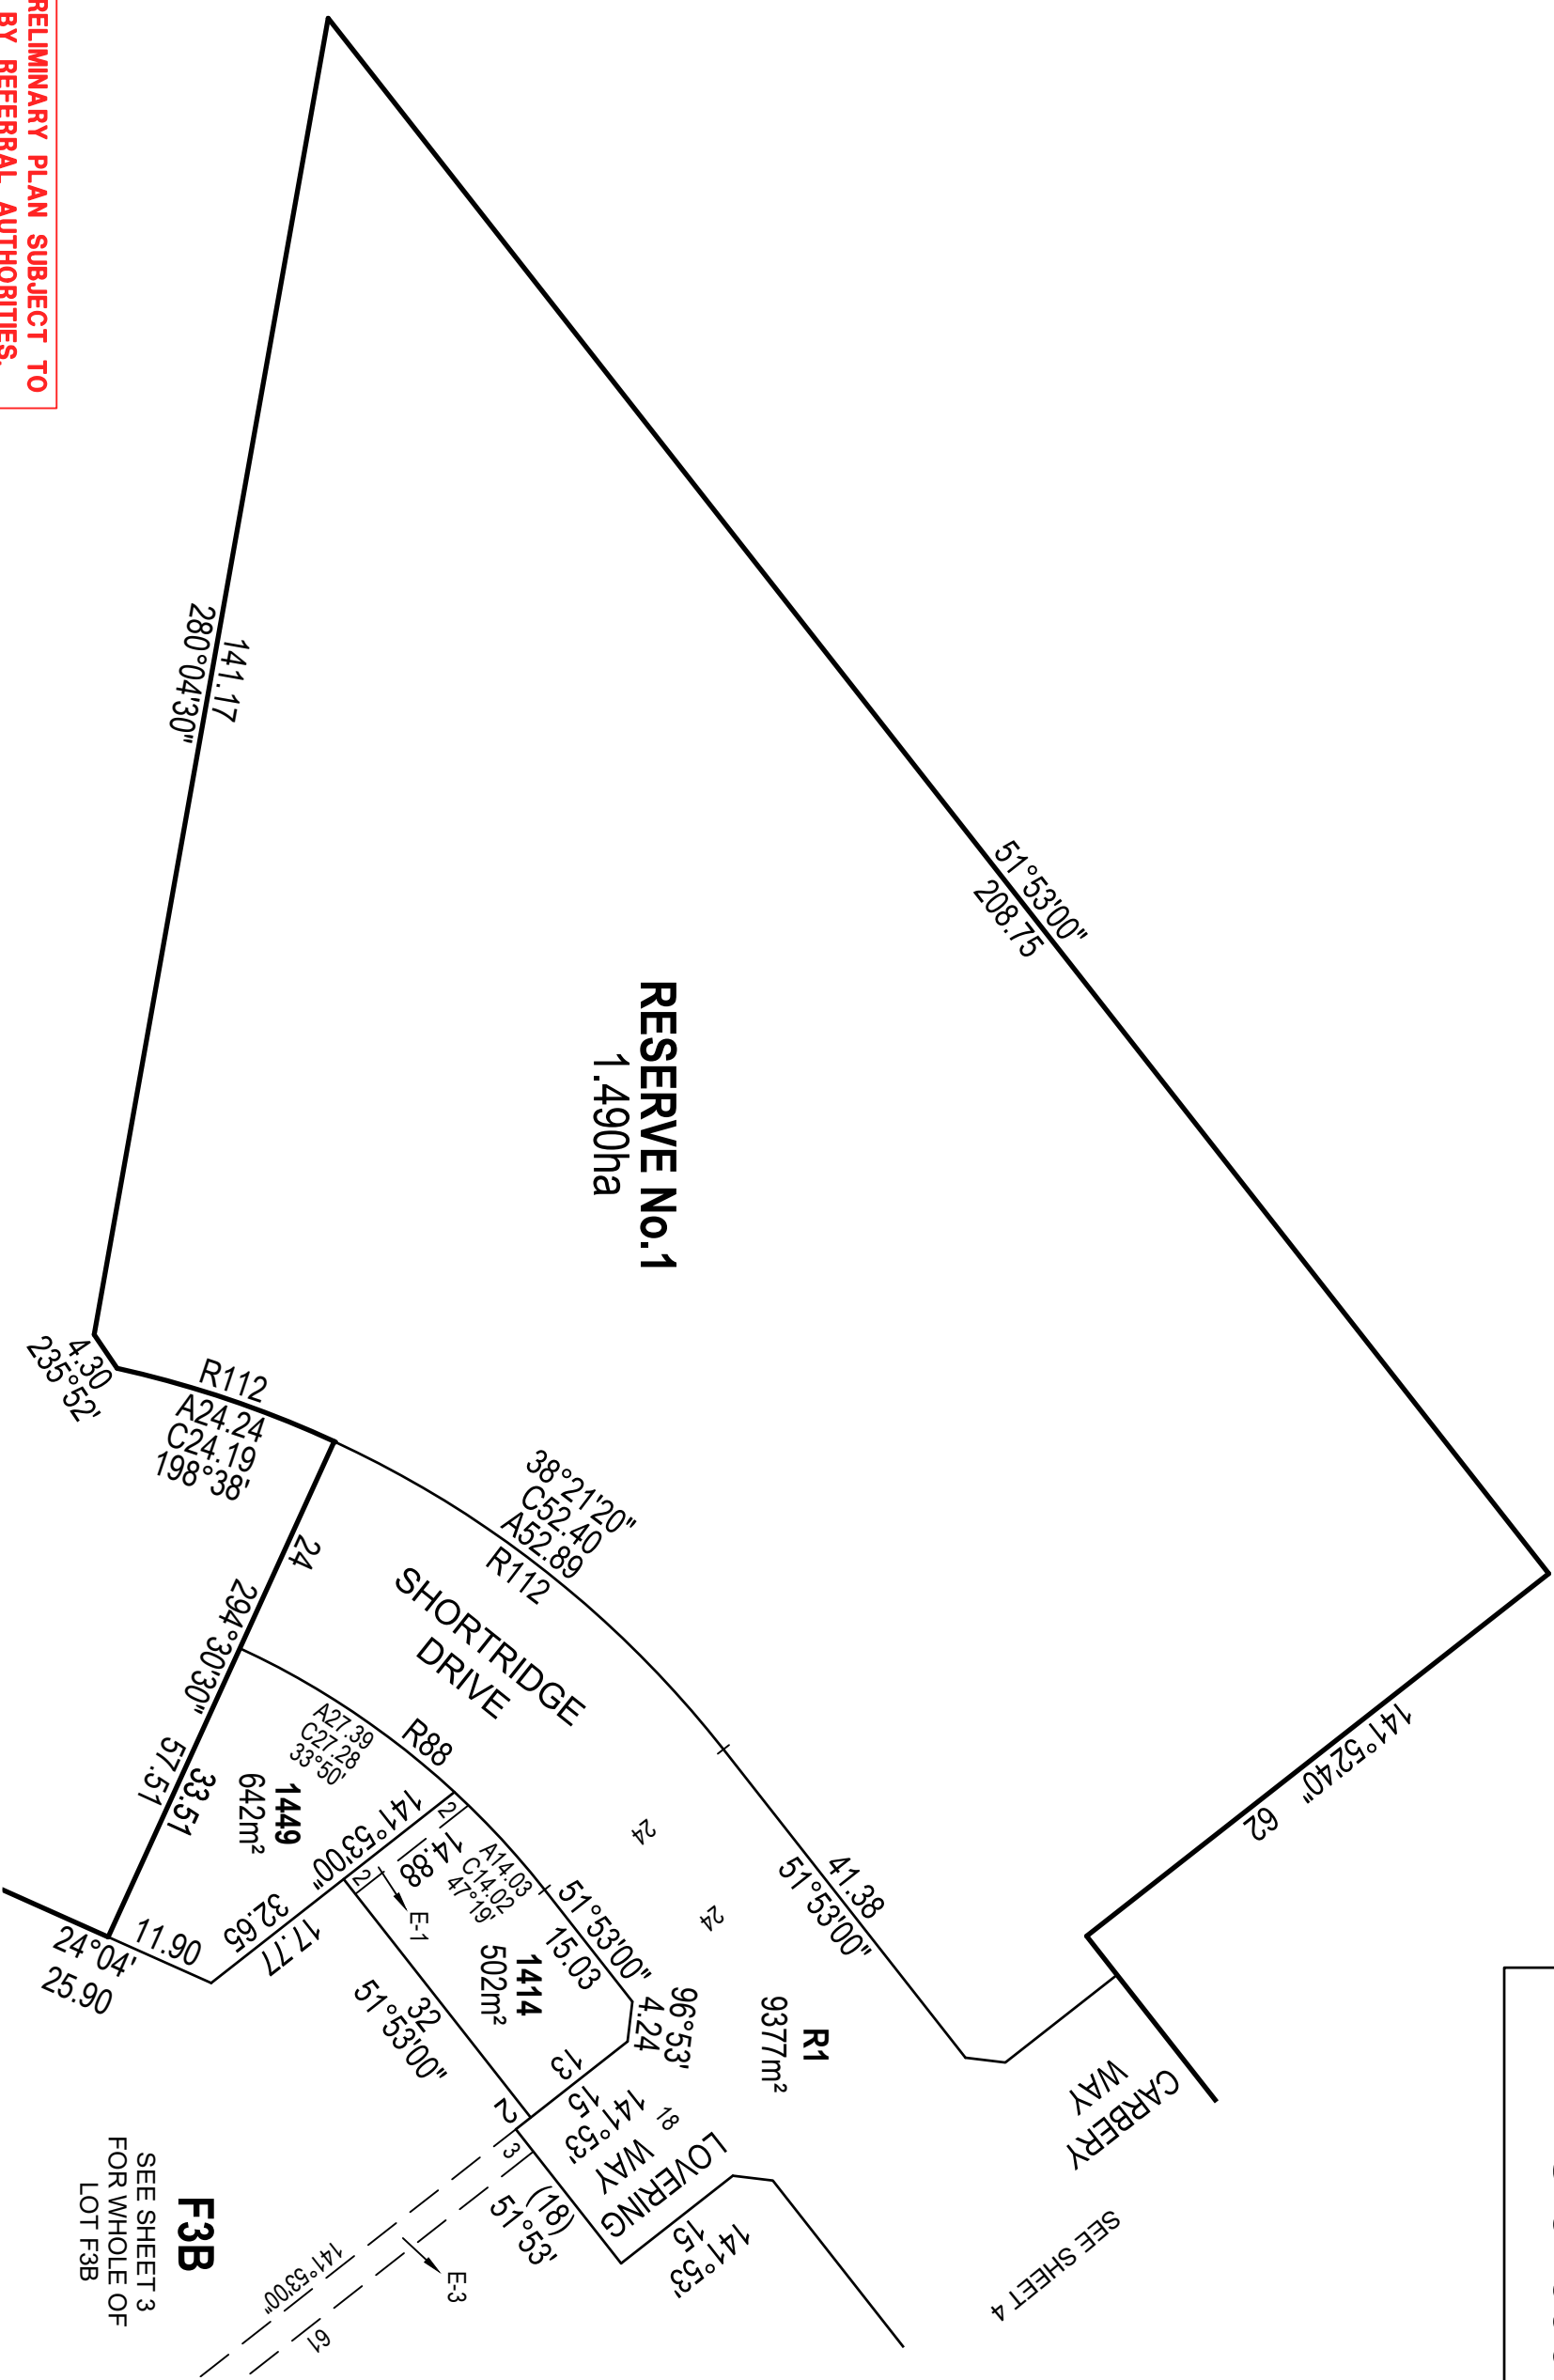 RELIMINARY PLAN SUBJECT TO
BY REFERRAL AUTHORITIES.
51°53'00"
208.75
141.17
280°04'30"
RESERVE No.1
1.490ha
4.30
235°52'
R112
A24.24
C24.19
198°38'
38°21'20"
C52.40
A52.89
R112
SHORTRIDGE
DRIVE
24
294°30'30"
57.51
33.51
R88
A27.39
C27.28
33°50'
1449
642m²
141°53'00"
14.88
2
2
E-1
32.65
17.77
11.90
24°04'
25.90
A14.03
C14.02
47°19'
51°53'00"
15.03
1414
502m²
32
51°53'00"
96°53'
4.24
13
141°
53'
15
2
24
24
41.38
51°53'00"
141°52'40"
62
R1
9377m²
CARBERY
WAY
18
LOVERING
WAY
3
(18)
51°53'
141°
53'
15
E-3
141°53'00"
61
F3B
SEE SHEET 3
FOR WHOLE OF
LOT F3B
SEE SHEET 4